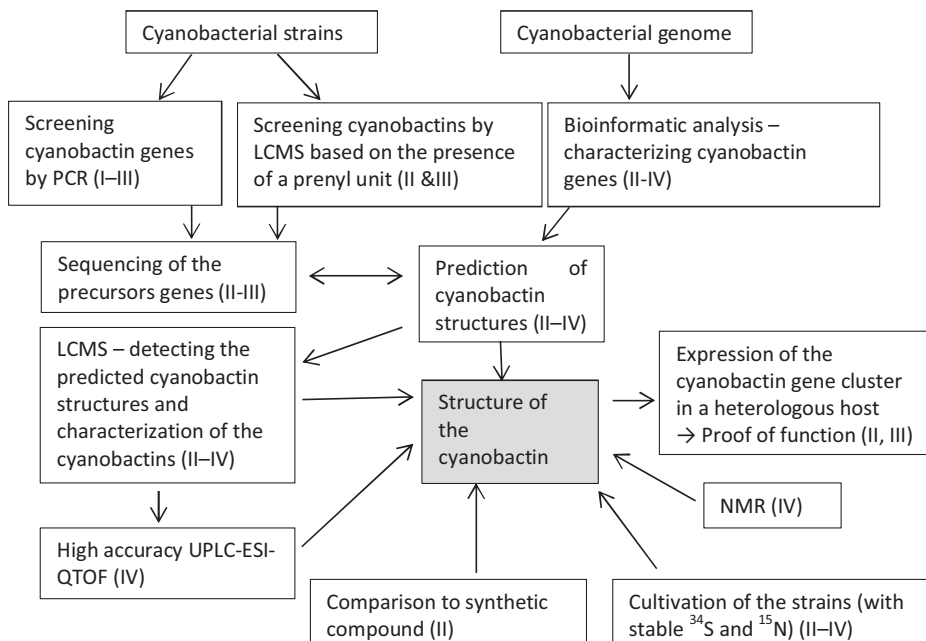 Cyanobacterial strains
Cyanobacterial genome
Screening
cyanobactin genes
by PCR (I–III)
Screening cyanobactins by
LCMS based on the presence
of a prenyl unit (II &III)
Bioinformatic analysis –
characterizing cyanobactin
genes (II-IV)
Sequencing of the
precursors genes (II-III)
Prediction of
cyanobactin
structures (II–IV)
LCMS – detecting the
predicted cyanobactin
structures and
characterization of the
cyanobactins (II–IV)
Structure of
the
cyanobactin
Expression of the
cyanobactin gene cluster
in a heterologous host
→ Proof of function (II, III)
NMR (IV)
High accuracy UPLC-ESI-
QTOF (IV)
Comparison to synthetic
compound (II)
Cultivation of the strains (with
stable ³⁴S and ¹⁵N) (II–IV)